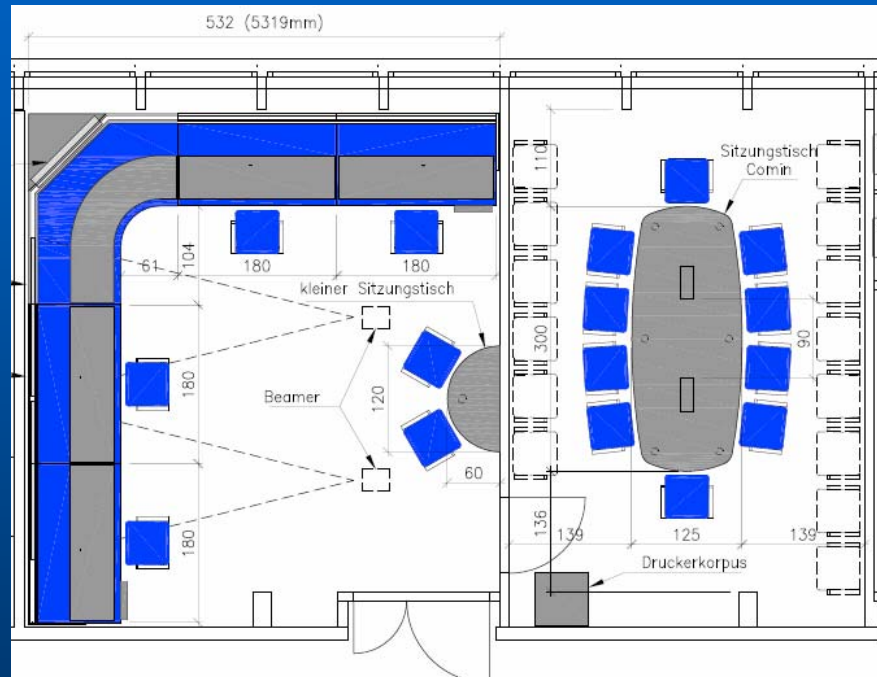 532 (5319mm)
110
Sitzungstisch
Comin
61
104
180
180
kleiner Sitzungstisch
300
90
180
Beamer
120
60
180
136
139
125
139
Druckerkorpus